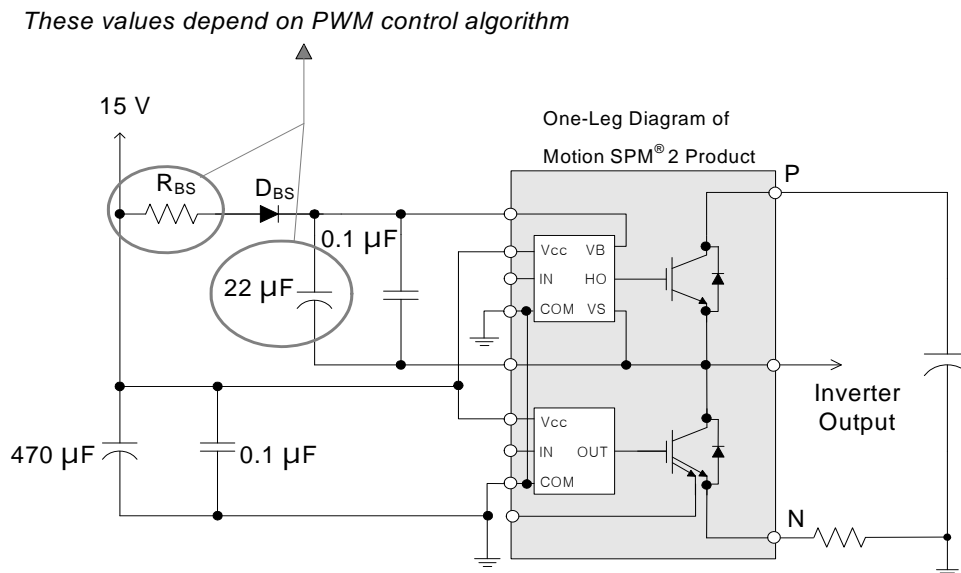 These values depend on PWM control algorithm
15 V
One-Leg Diagram of
Motion SPM® 2 Product
P
RBS
DBS
0.1 µF
Vcc VB
IN HO
COM VS
22 µF
Inverter
Output
Vcc
IN OUT
COM
470 µF
0.1 µF
N